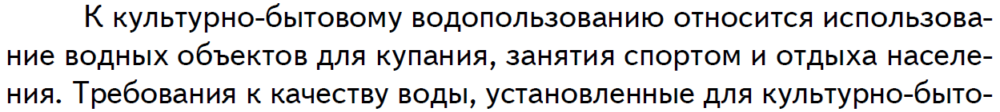 К культурно-бытовому водопользованию относится использова-
ние водных объектов для купания, занятия спортом и отдыха населе-
ния. Требования к качеству воды, установленные для культурно-быто-